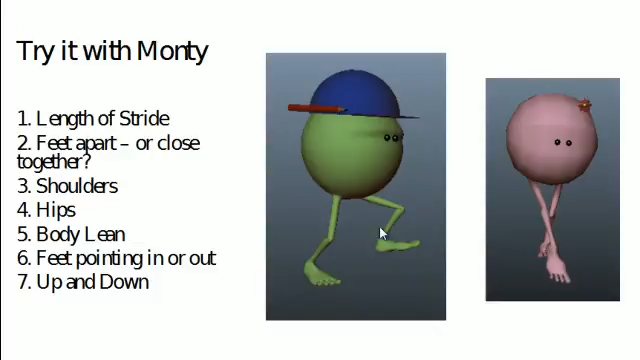 Try it with Monty
1. Length of Stride
2. Feet apart – or close
together?
3. Shoulders
4. Hips
5. Body Lean
6. Feet pointing in or out
7. Up and Down